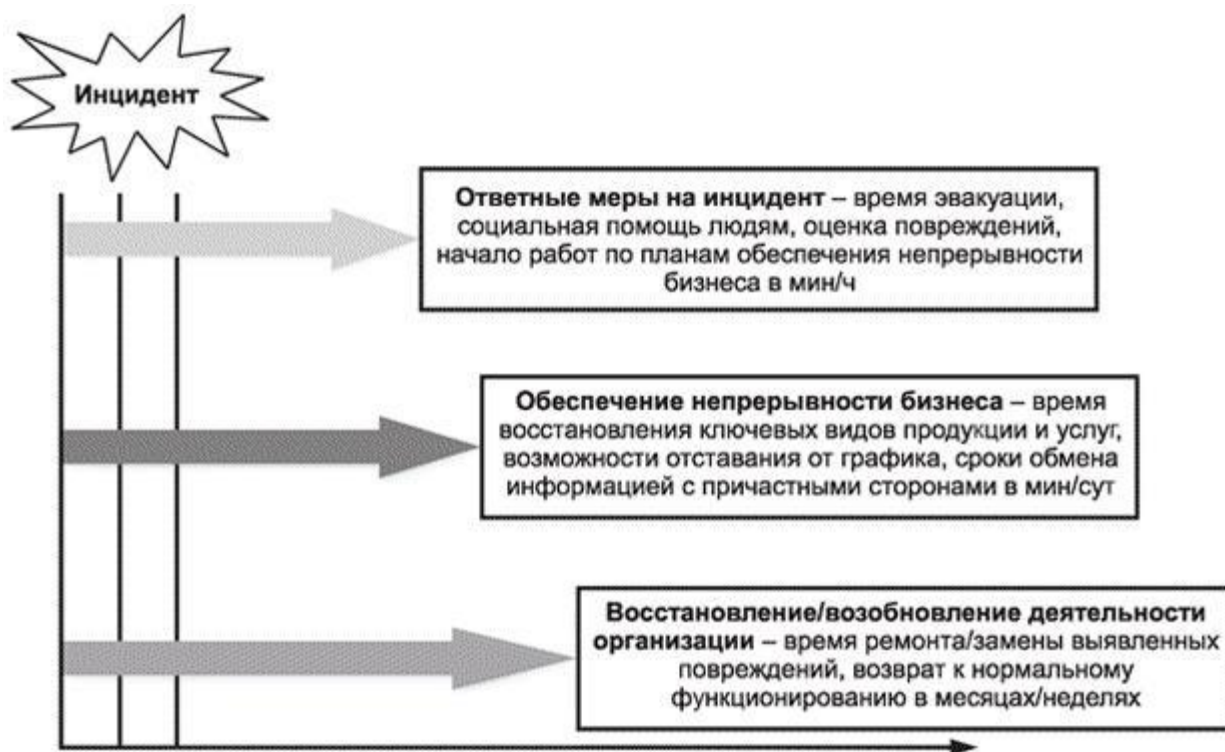 Инцидент
Ответные меры на инцидент – время эвакуации,
социальная помощь людям, оценка повреждений,
начало работ по планам обеспечения непрерывности
бизнеса в мин/ч
Обеспечение непрерывности бизнеса – время
восстановления ключевых видов продукции и услуг,
возможности отставания от графика, сроки обмена
информацией с причастными сторонами в мин/сут
Восстановление/возобновление деятельности
организации – время ремонта/замены выявленных
повреждений, возврат к нормальному
функционированию в месяцах/неделях